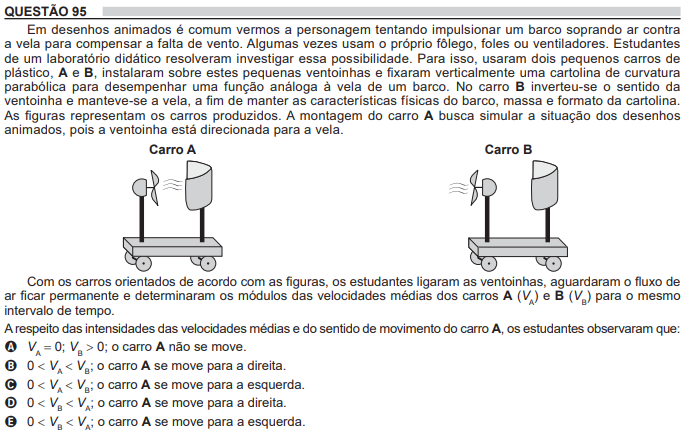 QUESTÃO 95
Em desenhos animados é comum vermos a personagem tentando impulsionar um barco soprando ar contra
a vela para compensar a falta de vento. Algumas vezes usam o próprio fôlego, foles ou ventiladores. Estudantes
de um laboratório didático resolveram investigar essa possibilidade. Para isso, usaram dois pequenos carros de
plástico, A e B, instalaram sobre estes pequenas ventoinhas e fixaram verticalmente uma cartolina de curvatura
parabólica para desempenhar uma função análoga à vela de um barco. No carro B inverteu-se o sentido da
ventoinha e manteve-se a vela, a fim de manter as características físicas do barco, massa e formato da cartolina.
As figuras representam os carros produzidos. A montagem do carro A busca simular a situação dos desenhos
animados, pois a ventoinha está direcionada para a vela.
Carro A Carro B
Com os carros orientados de acordo com as figuras, os estudantes ligaram as ventoinhas, aguardaram o fluxo de
ar ficar permanente e determinaram os módulos das velocidades médias dos carros A (V_A) e B (V_B) para o mesmo
intervalo de tempo.
A respeito das intensidades das velocidades médias e do sentido de movimento do carro A, os estudantes observaram que:
A V_A = 0; V_B > 0; o carro A não se move.
B 0 < V_A < V_B; o carro A se move para a direita.
C 0 < V_A < V_B; o carro A se move para a esquerda.
D 0 < V_B < V_A; o carro A se move para a direita.
E 0 < V_B < V_A; o carro A se move para a esquerda.